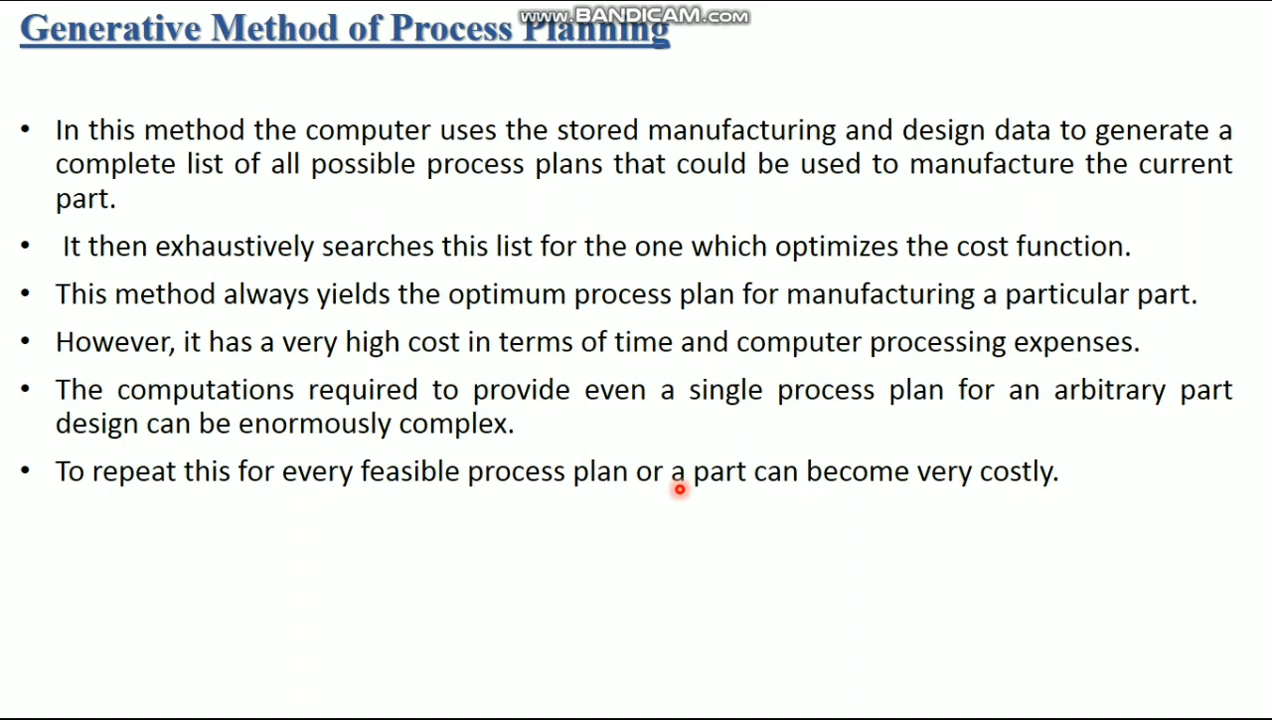 www.BANDICAM.com
Generative Method of Process Planning
• In this method the computer uses the stored manufacturing and design data to generate a
complete list of all possible process plans that could be used to manufacture the current
part.
• It then exhaustively searches this list for the one which optimizes the cost function.
• This method always yields the optimum process plan for manufacturing a particular part.
• However, it has a very high cost in terms of time and computer processing expenses.
• The computations required to provide even a single process plan for an arbitrary part
design can be enormously complex.
• To repeat this for every feasible process plan or a part can become very costly.